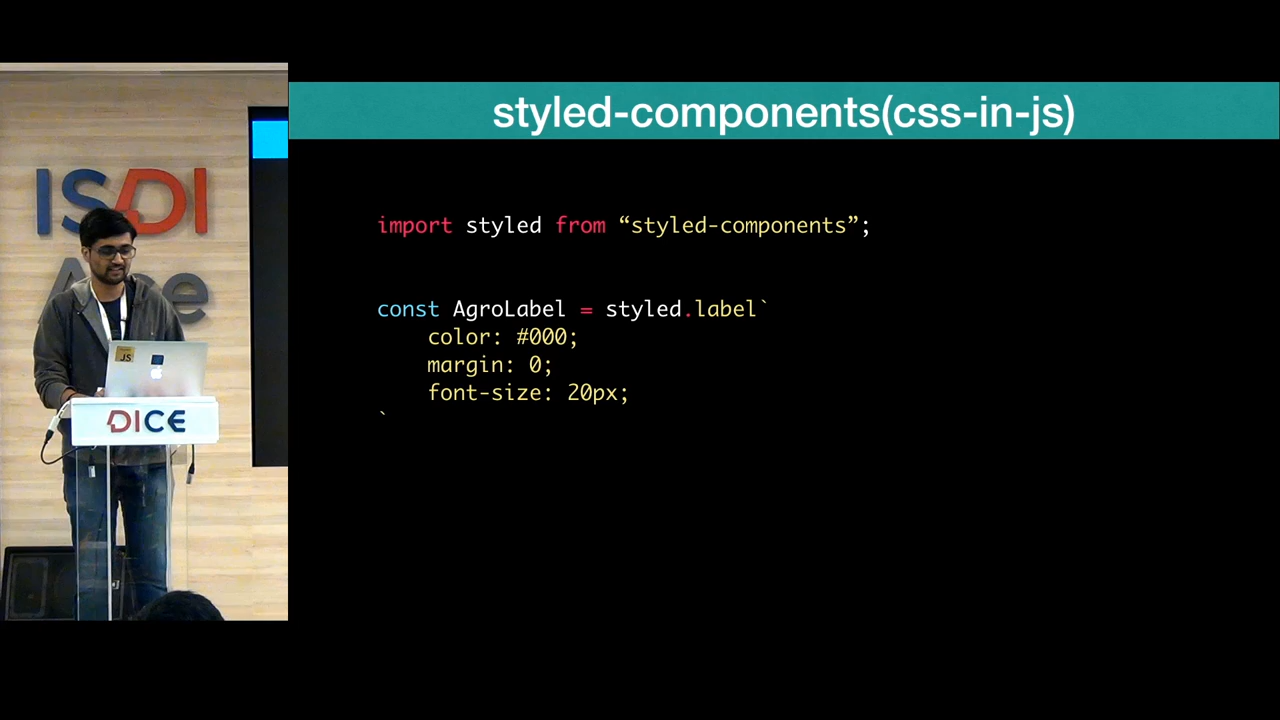 styled-components(css-in-js)
import styled from “styled-components”;
const AgroLabel = styled.label`
color: #000;
margin: 0;
font-size: 20px;
`
ISDI
JS
DICE